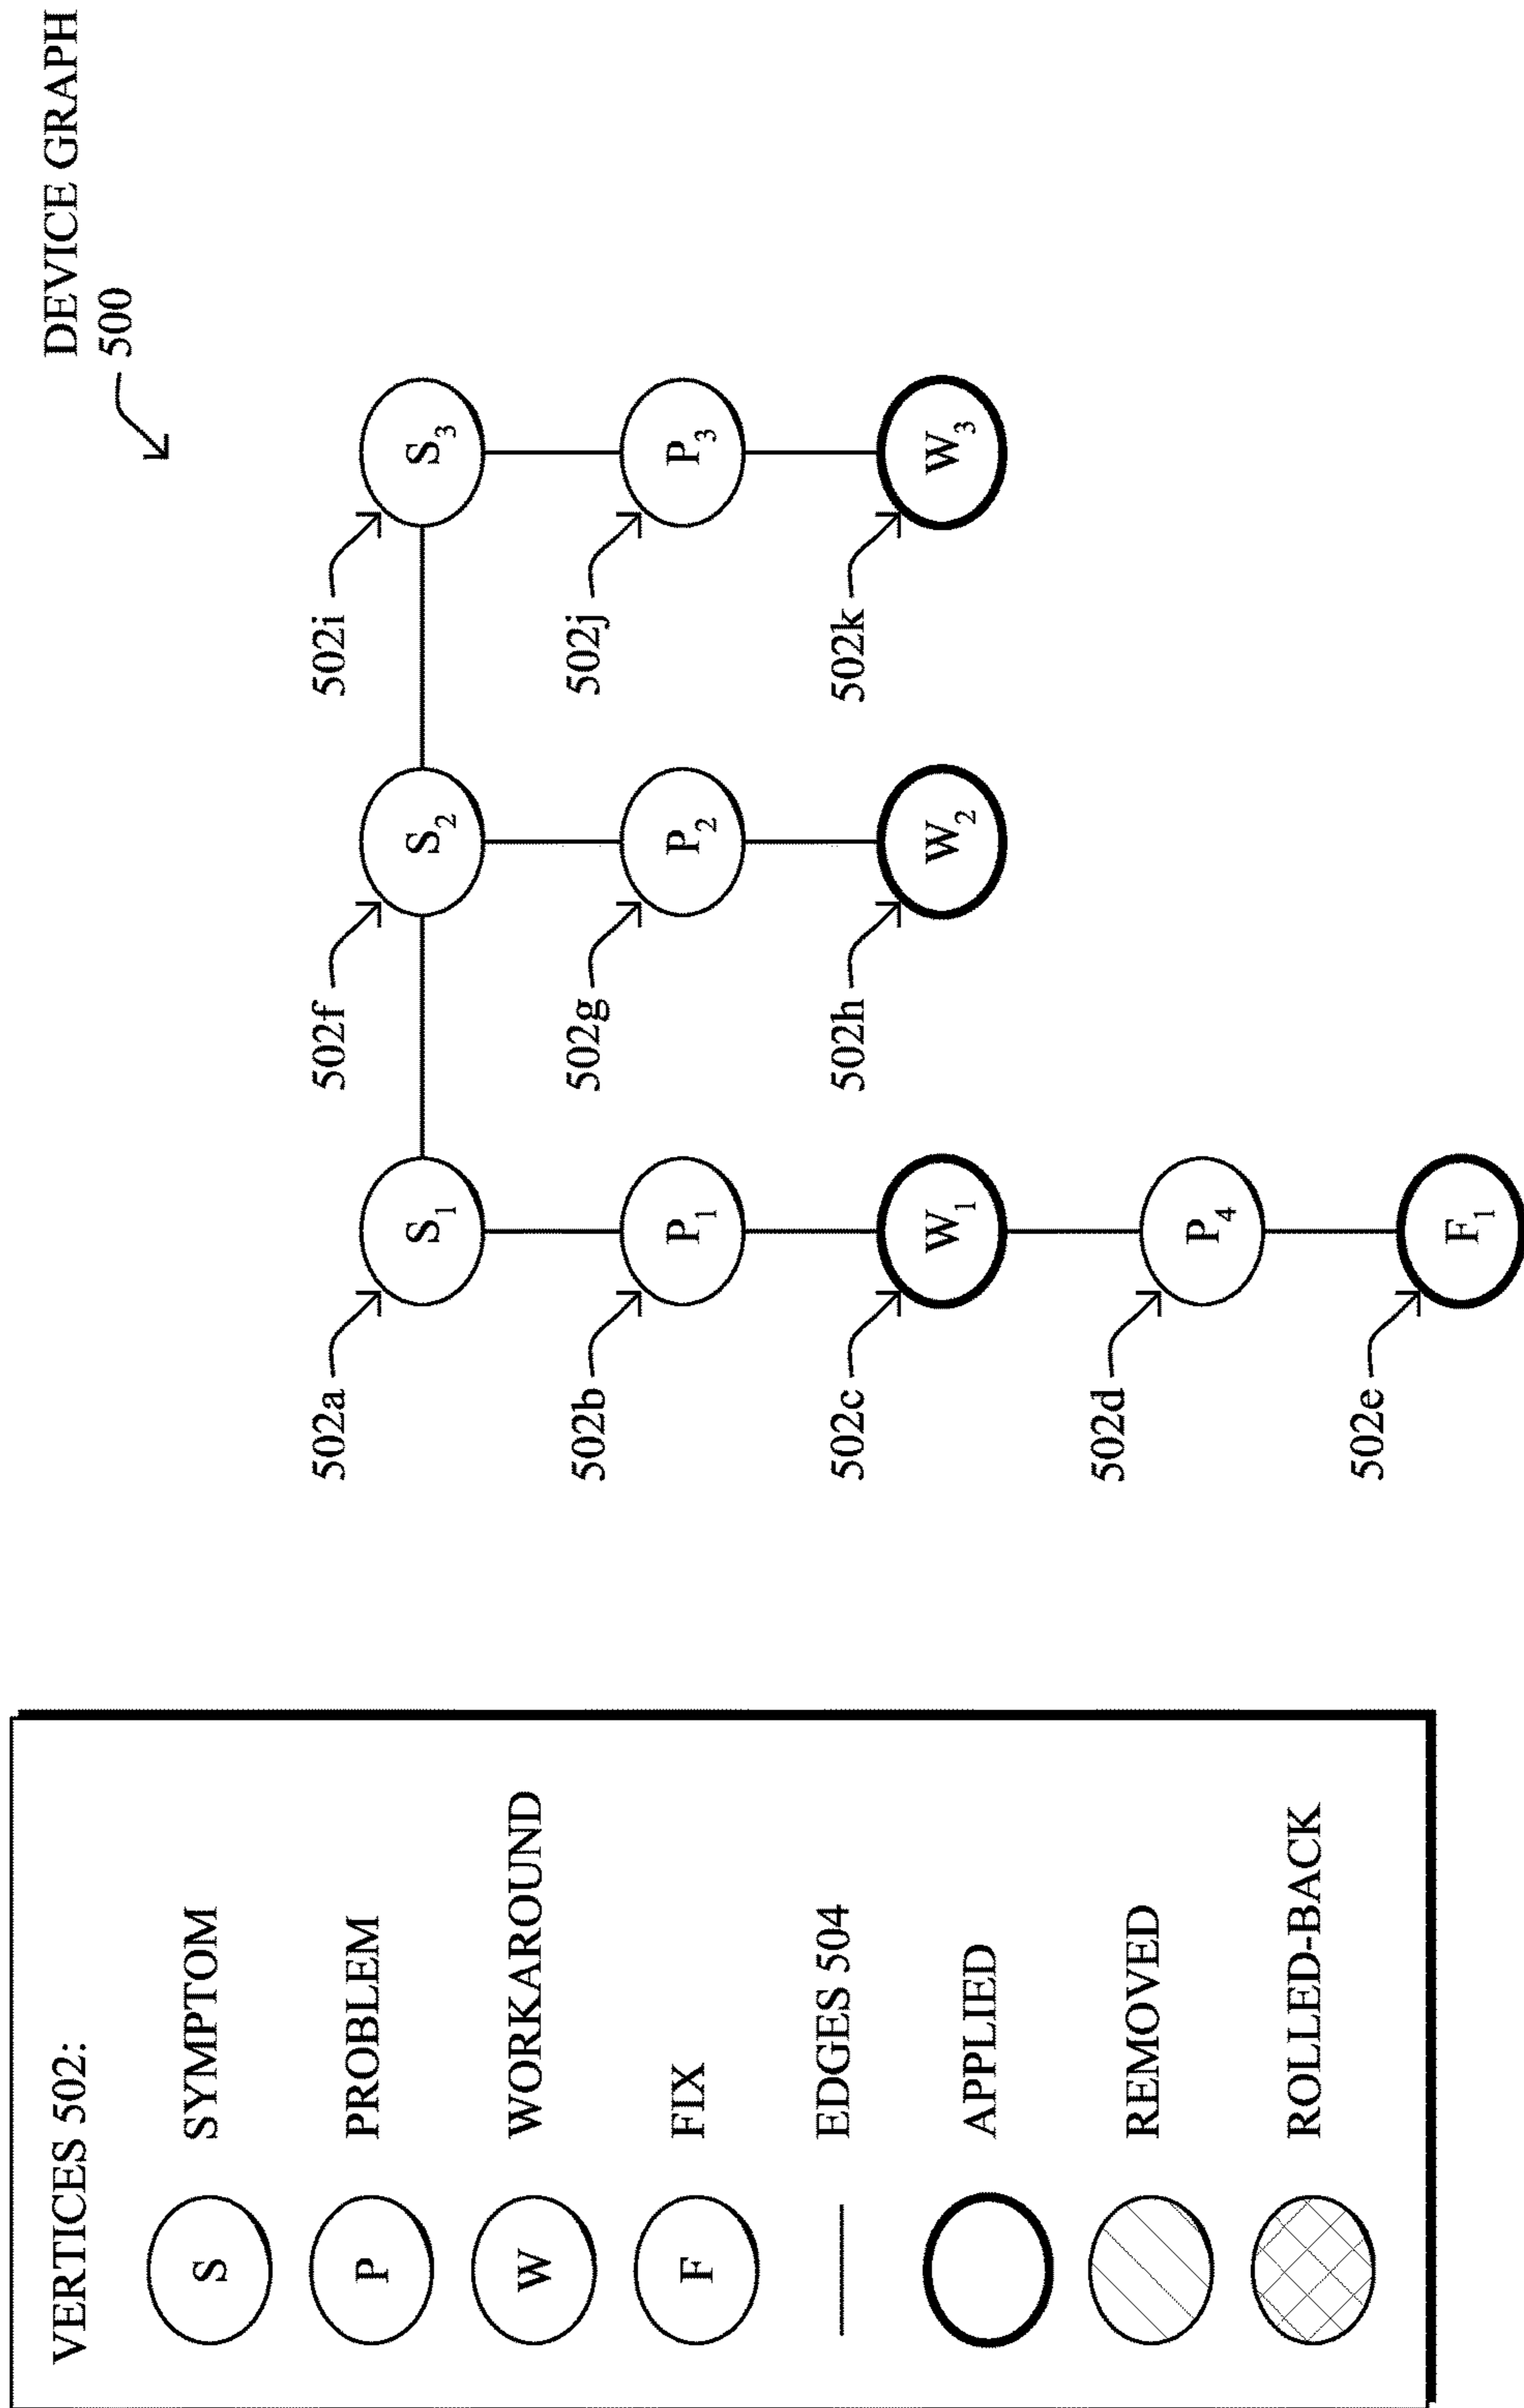 DEVICE GRAPH
500
VERTICES 502:
S SYMPTOM
P PROBLEM
W WORKAROUND
F FIX
EDGES 504
APPLIED
REMOVED
ROLLED-BACK
502a
S₁
502f
S₂
502i
S₃
502b
P₁
502g
P₂
502j
P₃
502c
W₁
502h
W₂
502k
W₃
502d
P₄
502e
F₁